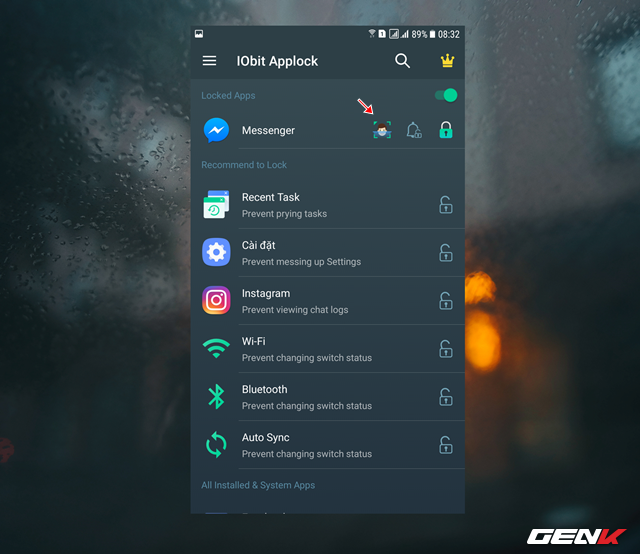 89% 08:32
IObit Applock
Locked Apps
Messenger
Recommend to Lock
Recent Task
Prevent prying tasks
Cài đặt
Prevent messing up Settings
Instagram
Prevent viewing chat logs
Wi-Fi
Prevent changing switch status
Bluetooth
Prevent changing switch status
Auto Sync
Prevent changing switch status
All Installed & System Apps
GENK